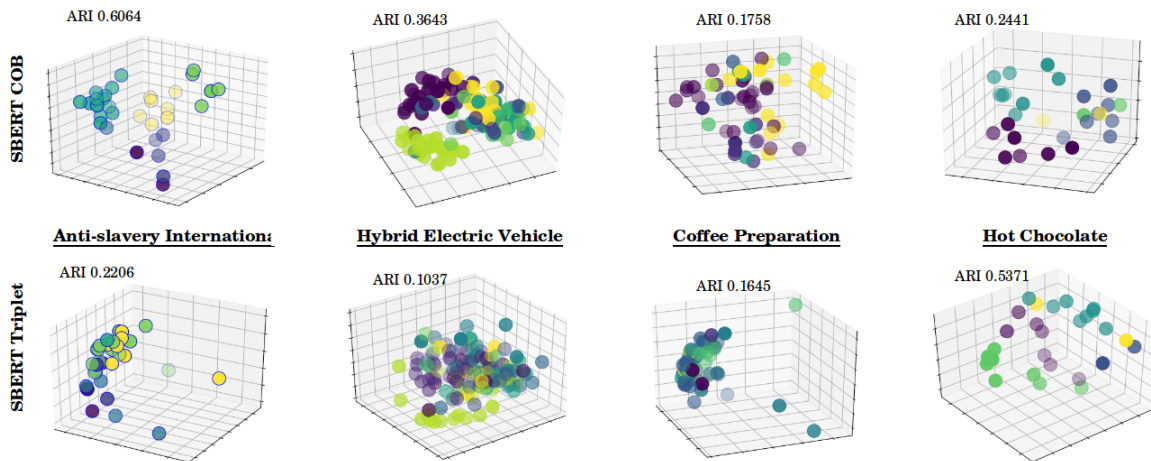 SBERT COB
ARI 0.6064
ARI 0.3643
ARI 0.1758
ARI 0.2441
Anti-slavery Internationa
Hybrid Electric Vehicle
Coffee Preparation
Hot Chocolate
SBERT Triplet
ARI 0.2206
ARI 0.1037
ARI 0.1645
ARI 0.5371